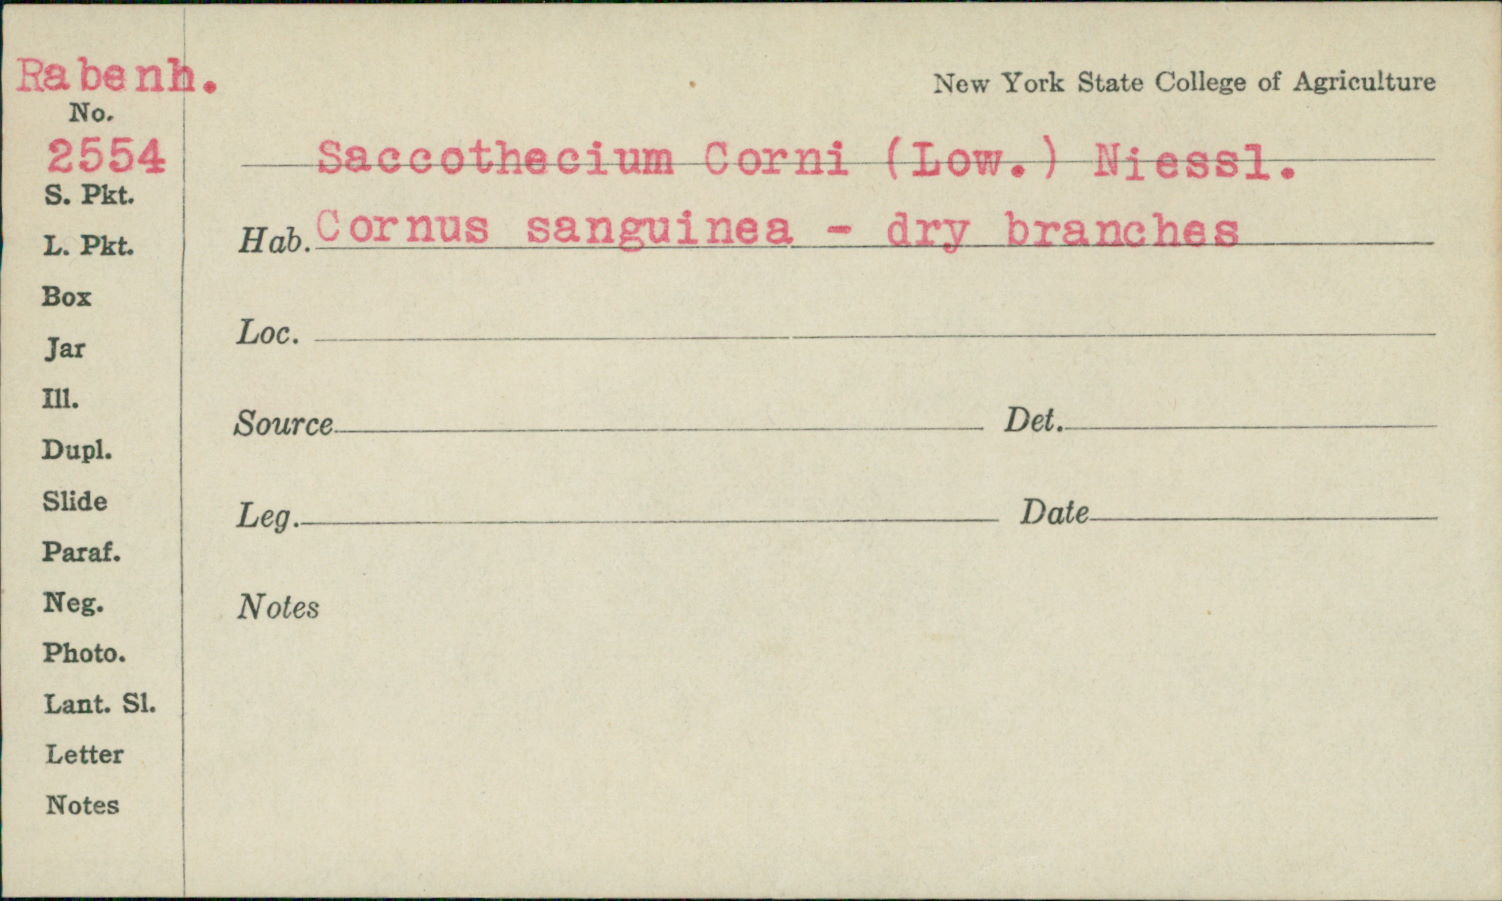 Rabenh.
New York State College of Agriculture
No.
2554
Saccothecium Corni (Low.) Niessl.
S. Pkt.
Hab. Cornus sanguinea - dry branches
L. Pkt.
Box
Loc.
Jar
Ill.
Source Det.
Dupl.
Slide
Leg. Date
Paraf.
Neg.
Notes
Photo.
Lant. Sl.
Letter
Notes